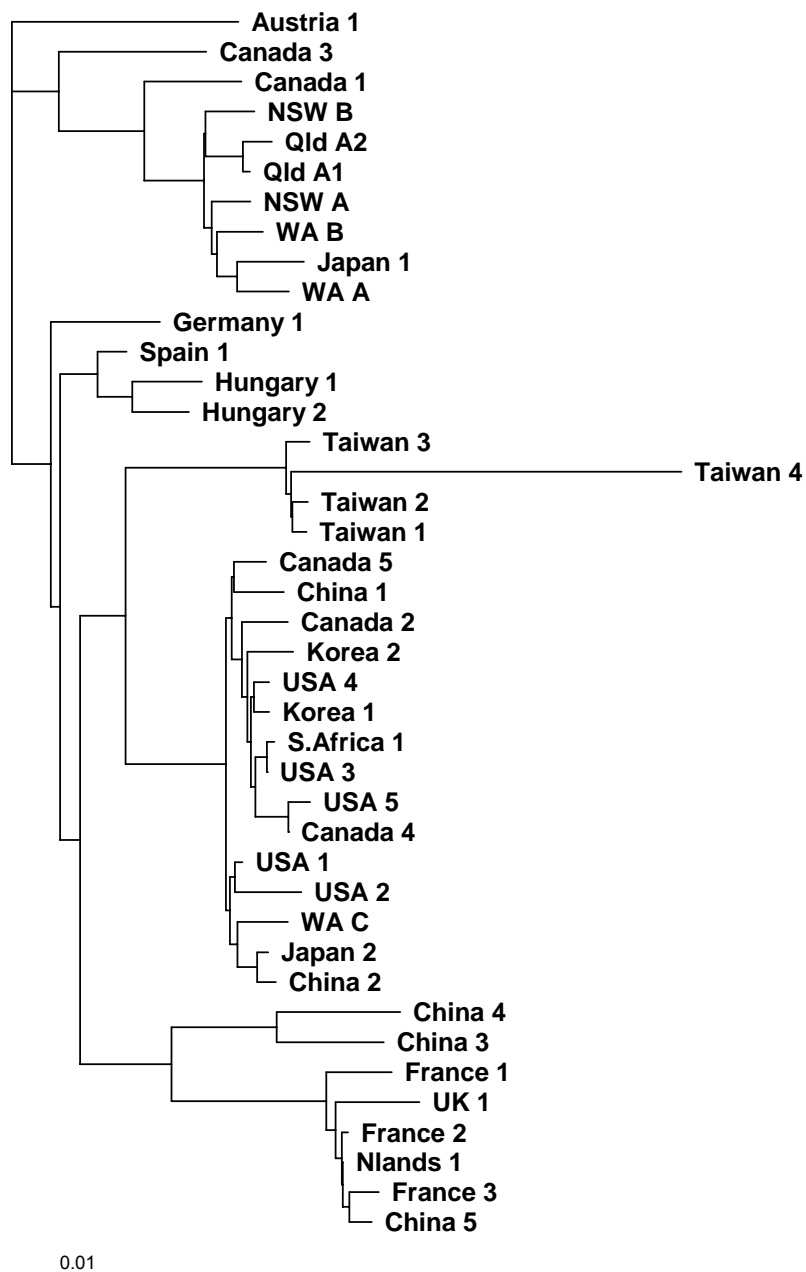 Austria 1
Canada 3
Canada 1
NSW B
Qld A2
Qld A1
NSW A
WA B
Japan 1
WA A
Germany 1
Spain 1
Hungary 1
Hungary 2
Taiwan 3
Taiwan 4
Taiwan 2
Taiwan 1
Canada 5
China 1
Canada 2
Korea 2
USA 4
Korea 1
S.Africa 1
USA 3
USA 5
Canada 4
USA 1
USA 2
WA C
Japan 2
China 2
China 4
China 3
France 1
UK 1
France 2
Nlands 1
France 3
China 5
0.01